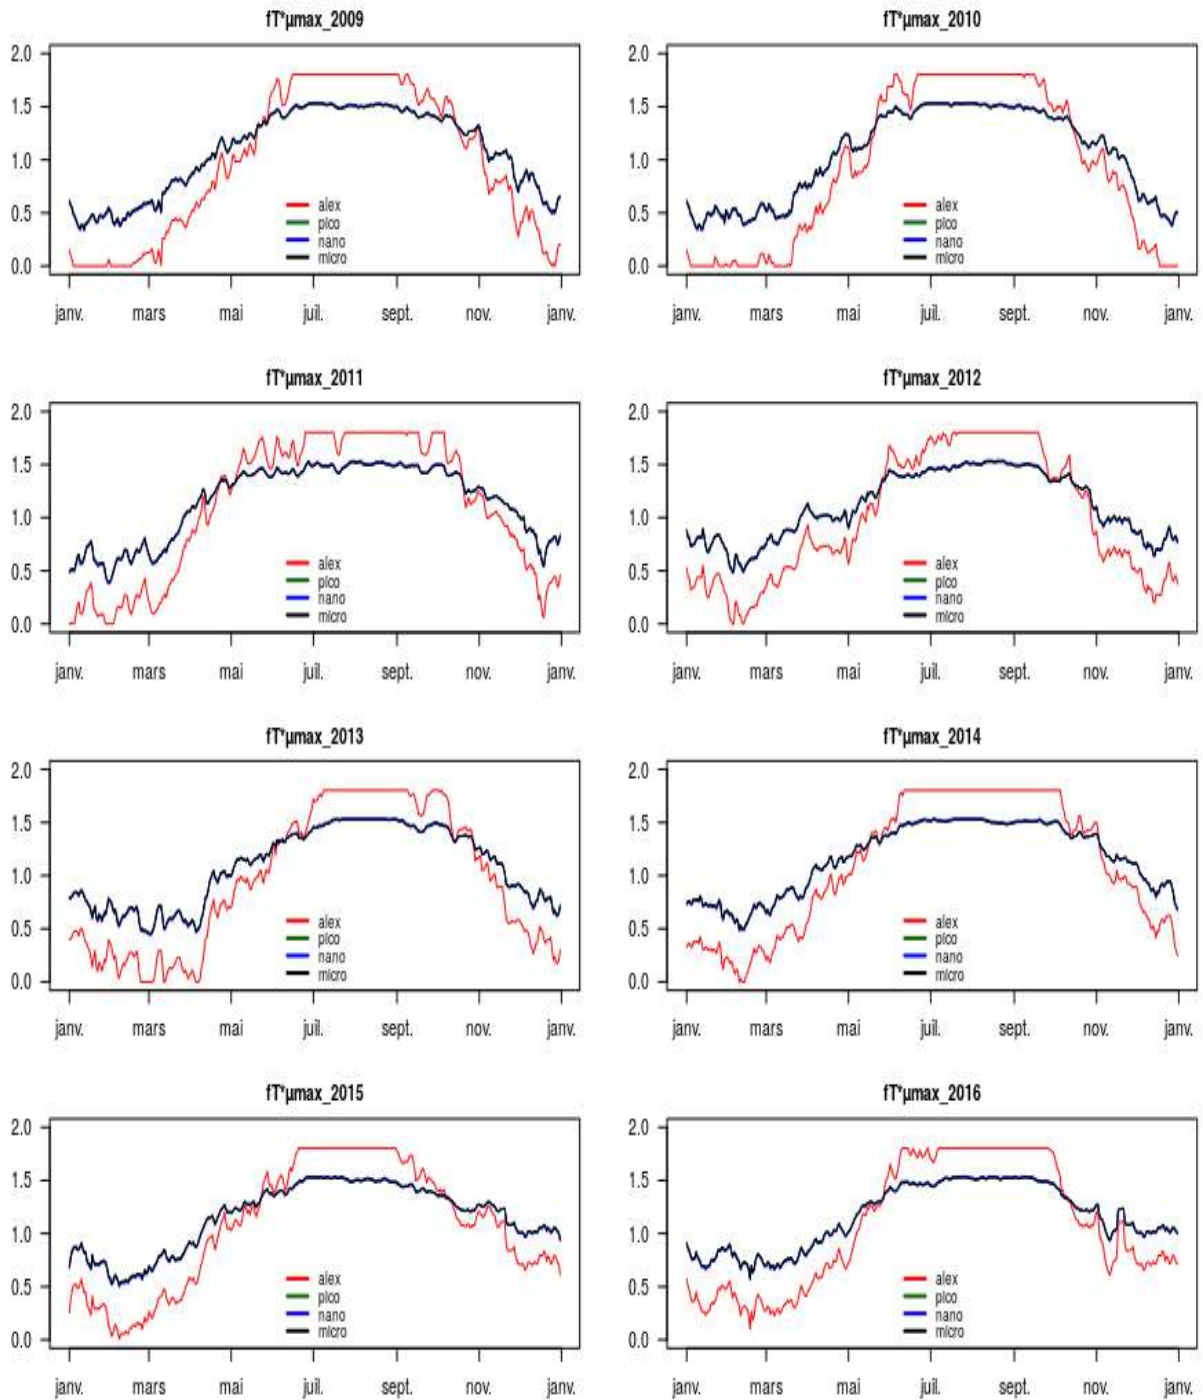 fT*µmax_2009
2.0
1.5
1.0
0.5
0.0
alex
pico
nano
micro
janv. mars mai juil. sept. nov. janv.
fT*µmax_2010
2.0
1.5
1.0
0.5
0.0
alex
pico
nano
micro
janv. mars mai juil. sept. nov. janv.
fT*µmax_2011
2.0
1.5
1.0
0.5
0.0
alex
pico
nano
micro
janv. mars mai juil. sept. nov. janv.
fT*µmax_2012
2.0
1.5
1.0
0.5
0.0
alex
pico
nano
micro
janv. mars mai juil. sept. nov. janv.
fT*µmax_2013
2.0
1.5
1.0
0.5
0.0
alex
pico
nano
micro
janv. mars mai juil. sept. nov. janv.
fT*µmax_2014
2.0
1.5
1.0
0.5
0.0
alex
pico
nano
micro
janv. mars mai juil. sept. nov. janv.
fT*µmax_2015
2.0
1.5
1.0
0.5
0.0
alex
pico
nano
micro
janv. mars mai juil. sept. nov. janv.
fT*µmax_2016
2.0
1.5
1.0
0.5
0.0
alex
pico
nano
micro
janv. mars mai juil. sept. nov. janv.